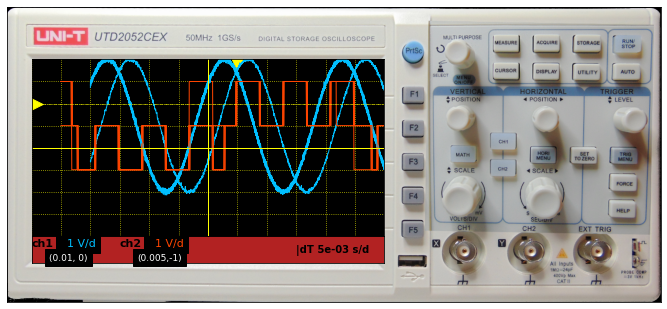 UNI-T UTD2052CEX 50MHz 1GS/s DIGITAL STORAGE OSCILLOSCOPE
ch1 1 V/d ch2 1 V/d |dT 5e-03 s/d
(0.01, 0) (0.005,-1)
PrtSc
F1
F2
F3
F4
F5
MULTI PURPOSE
SELECT
MEASURE ACQUIRE STORAGE RUN/STOP
CURSOR DISPLAY UTILITY AUTO
VERTICAL HORIZONTAL TRIGGER
POSITION POSITION LEVEL
CH1
MATH HORI MENU SET TO ZERO TRIG MENU
CH2
SCALE SCALE FORCE
HELP
VOLTS/DIV SEC/DIV
CH1 CH2 EXT TRIG
X Y
All Inputs
CAT II